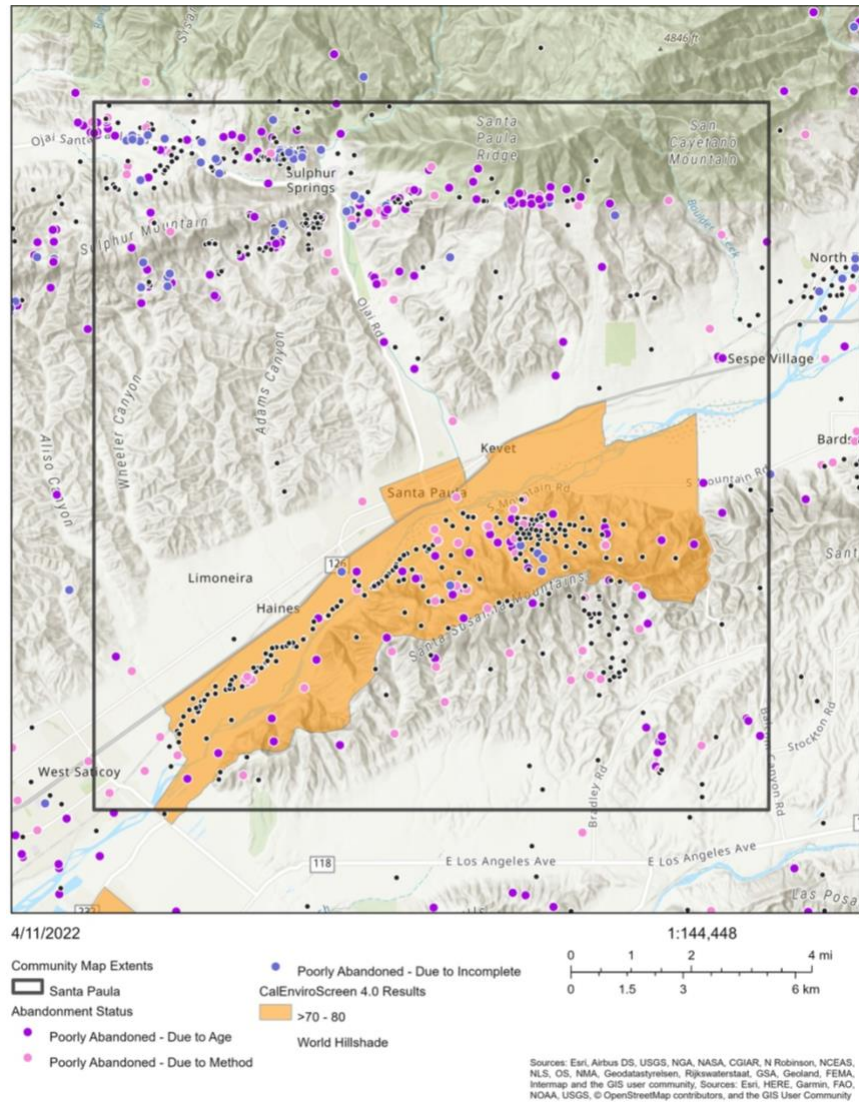 4846 ft
Santa
Paula
Ridge
San
Cayetano
Mountain
Ojai Santa
Sulphur
Springs
Sulphur Mountain
Boulder Creek
North
Ojai Rd
Sespe Village
Wheeler Canyon
Adams Canyon
Aliso Canyon
Kevet
Bards
Santa Paula
S Mountain Rd
S Mountain Rd
126
Sant
Limoneira
Haines
Santa Susanna Mountains
West Saticoy
Stockton Rd
Bradley Rd
118
E Los Angeles Ave
E Los Angeles Ave
Las Posa
4/11/2022
1:144,448
Community Map Extents
Santa Paula
Abandonment Status
Poorly Abandoned - Due to Age
Poorly Abandoned - Due to Method
Poorly Abandoned - Due to Incomplete
CalEnviroScreen 4.0 Results
>70 - 80
World Hillshade
0 1 2 4 mi
0 1.5 3 6 km
Sources: Esri, Airbus DS, USGS, NGA, NASA, CGIAR, N Robinson, NCEAS,
NLS, OS, NMA, Geodatastyrelsen, Rijkswaterstaat, GSA, Geoland, FEMA,
Intermap and the GIS user community, Sources: Esri, HERE, Garmin, FAO,
NOAA, USGS, © OpenStreetMap contributors, and the GIS User Community